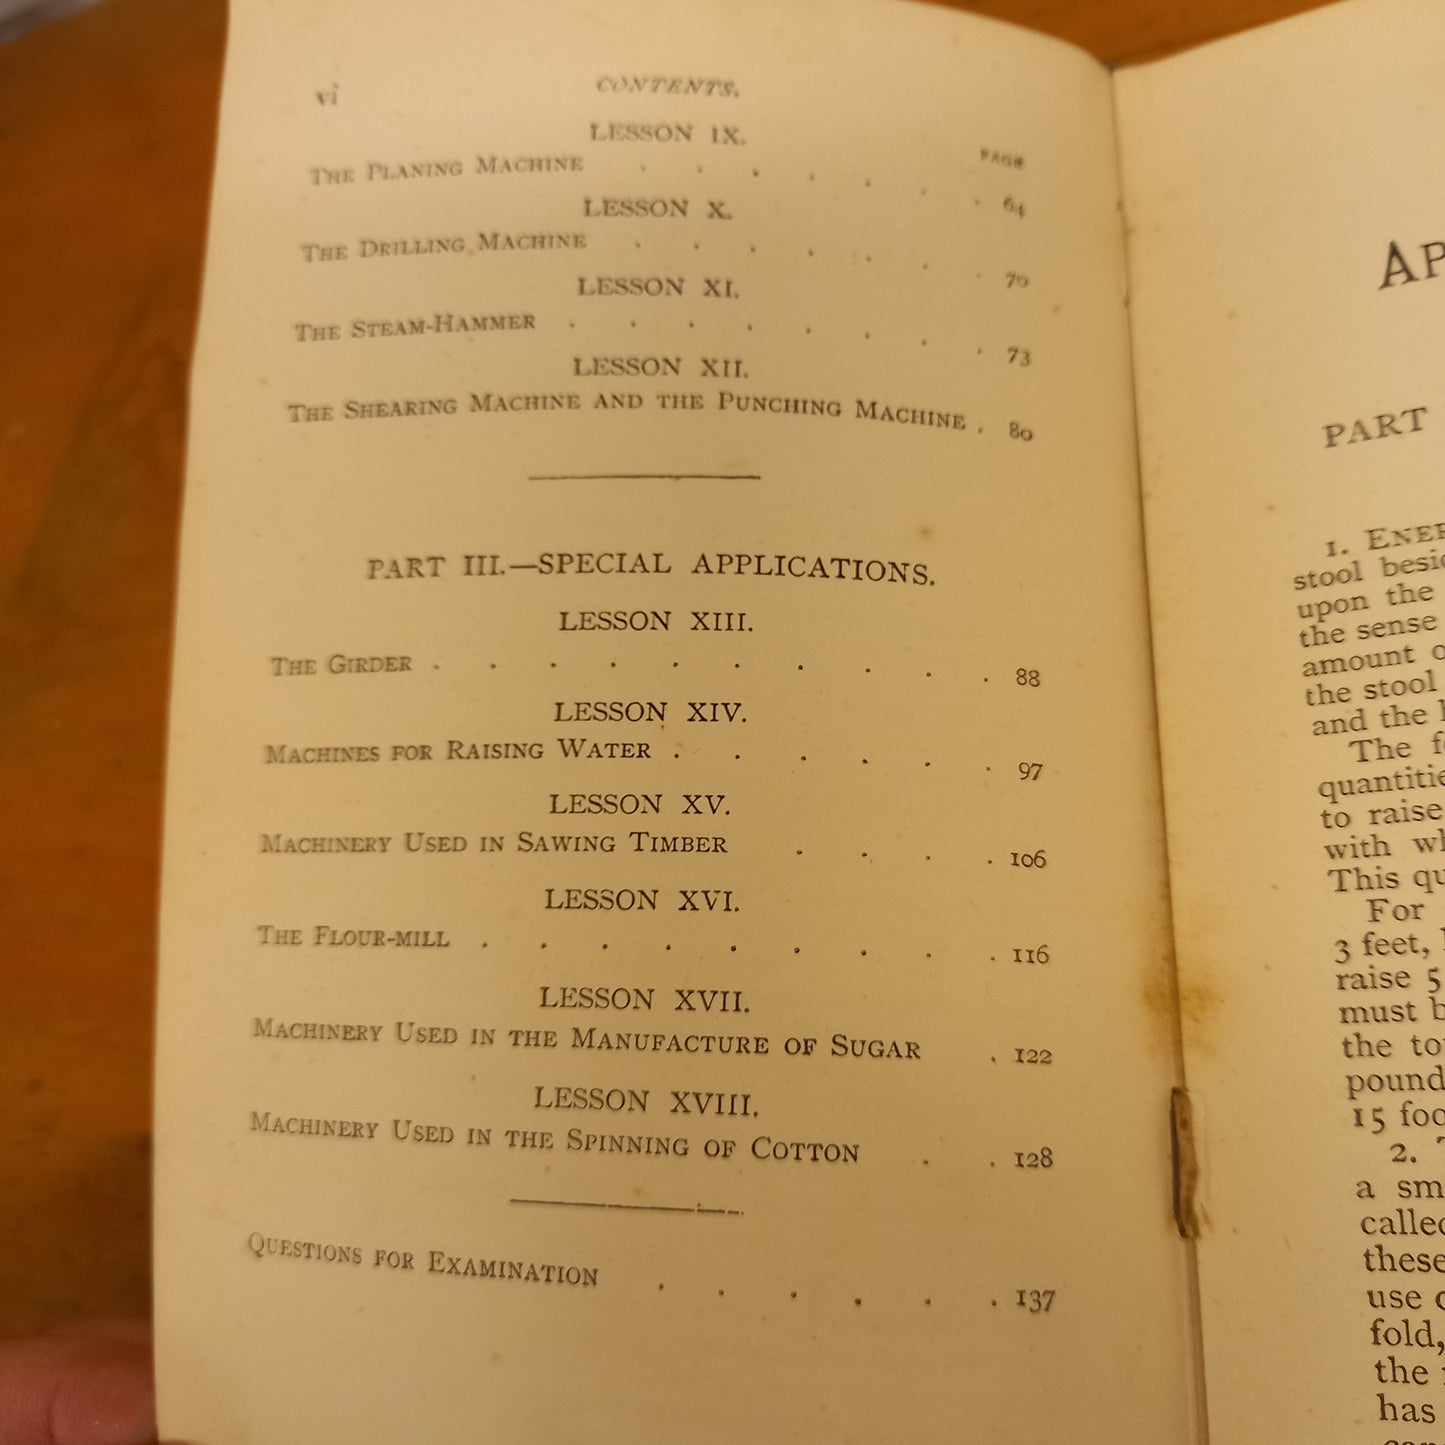 vi
CONTENTS.
LESSON IX.
PAGE
THE PLANING MACHINE . . . . . . . 64
LESSON X.
THE DRILLING MACHINE . . . . . . . 70
LESSON XI.
THE STEAM-HAMMER . . . . . . . . 73
LESSON XII.
THE SHEARING MACHINE AND THE PUNCHING MACHINE . 80
PART III.—SPECIAL APPLICATIONS.
LESSON XIII.
THE GIRDER . . . . . . . . . . 88
LESSON XIV.
MACHINES FOR RAISING WATER . . . . . . 97
LESSON XV.
MACHINERY USED IN SAWING TIMBER . . . . 106
LESSON XVI.
THE FLOUR-MILL . . . . . . . . . 116
LESSON XVII.
MACHINERY USED IN THE MANUFACTURE OF SUGAR . 122
LESSON XVIII.
MACHINERY USED IN THE SPINNING OF COTTON . . 128
QUESTIONS FOR EXAMINATION . . . . . . 137
AP
PART
1. ENER
stool besi
upon the
the sense
amount o
the stool
and the
The f
quantitie
to raise
with wh
This qu
For
3 feet,
raise 5
must b
the to
pound
15 foo
2.
a sm
called
these
use
fold,
the
has